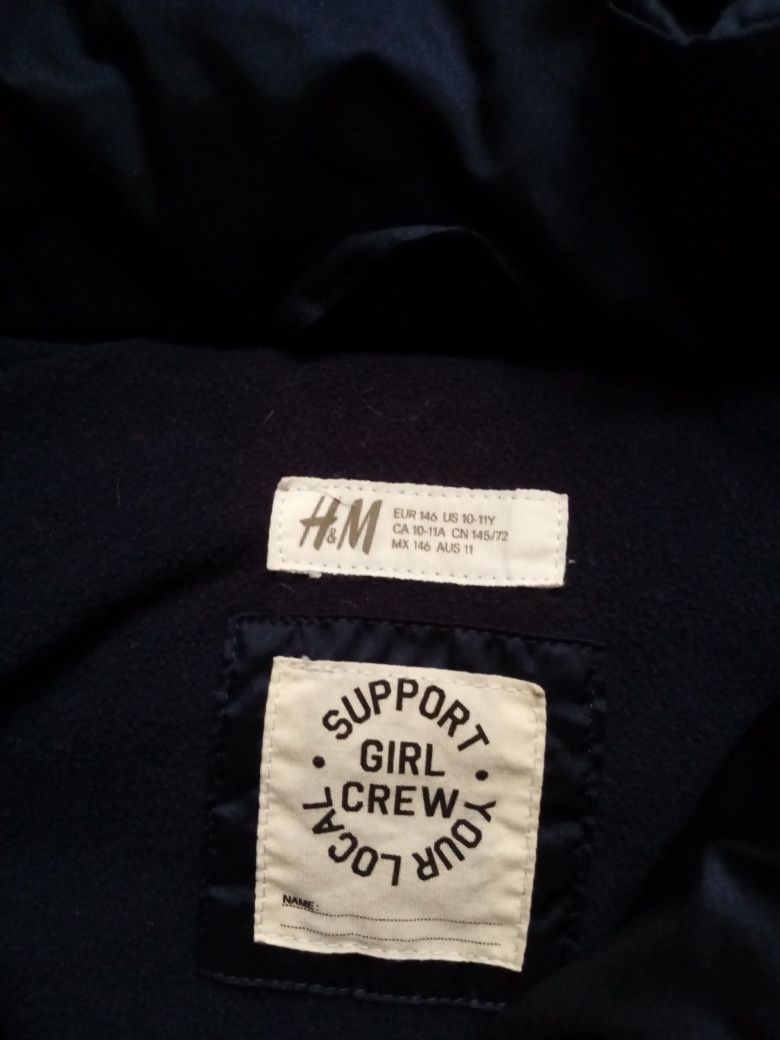 H&M
EUR 146 US 10-11Y
CA 10-11A CN 145/72
MX 146 AUS 11
• SUPPORT •
GIRL
CREW
YOUR LOCAL
NAME: